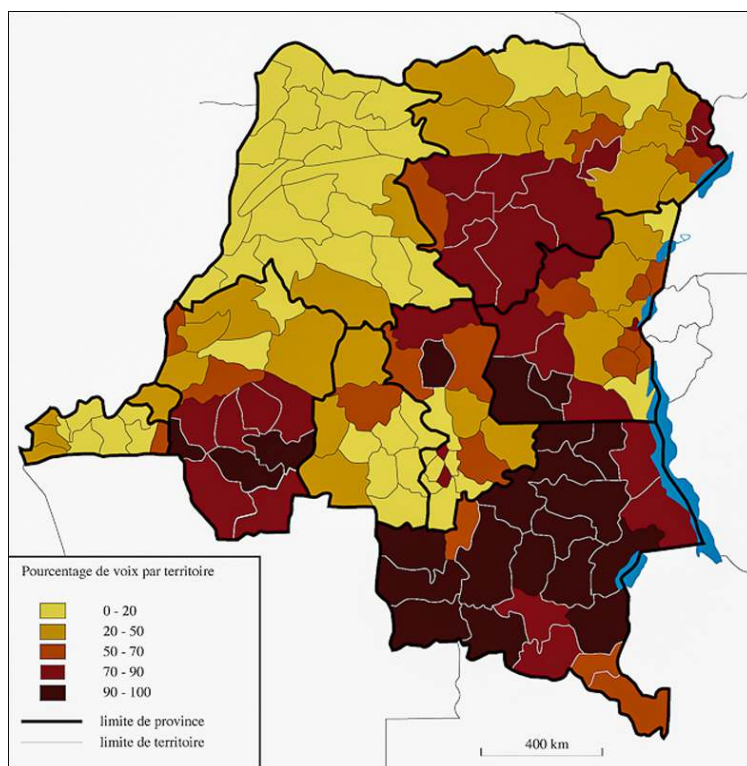 Pourcentage de voix par territoire
0 - 20
20 - 50
50 - 70
70 - 90
90 - 100
limite de province
limite de territoire
400 km